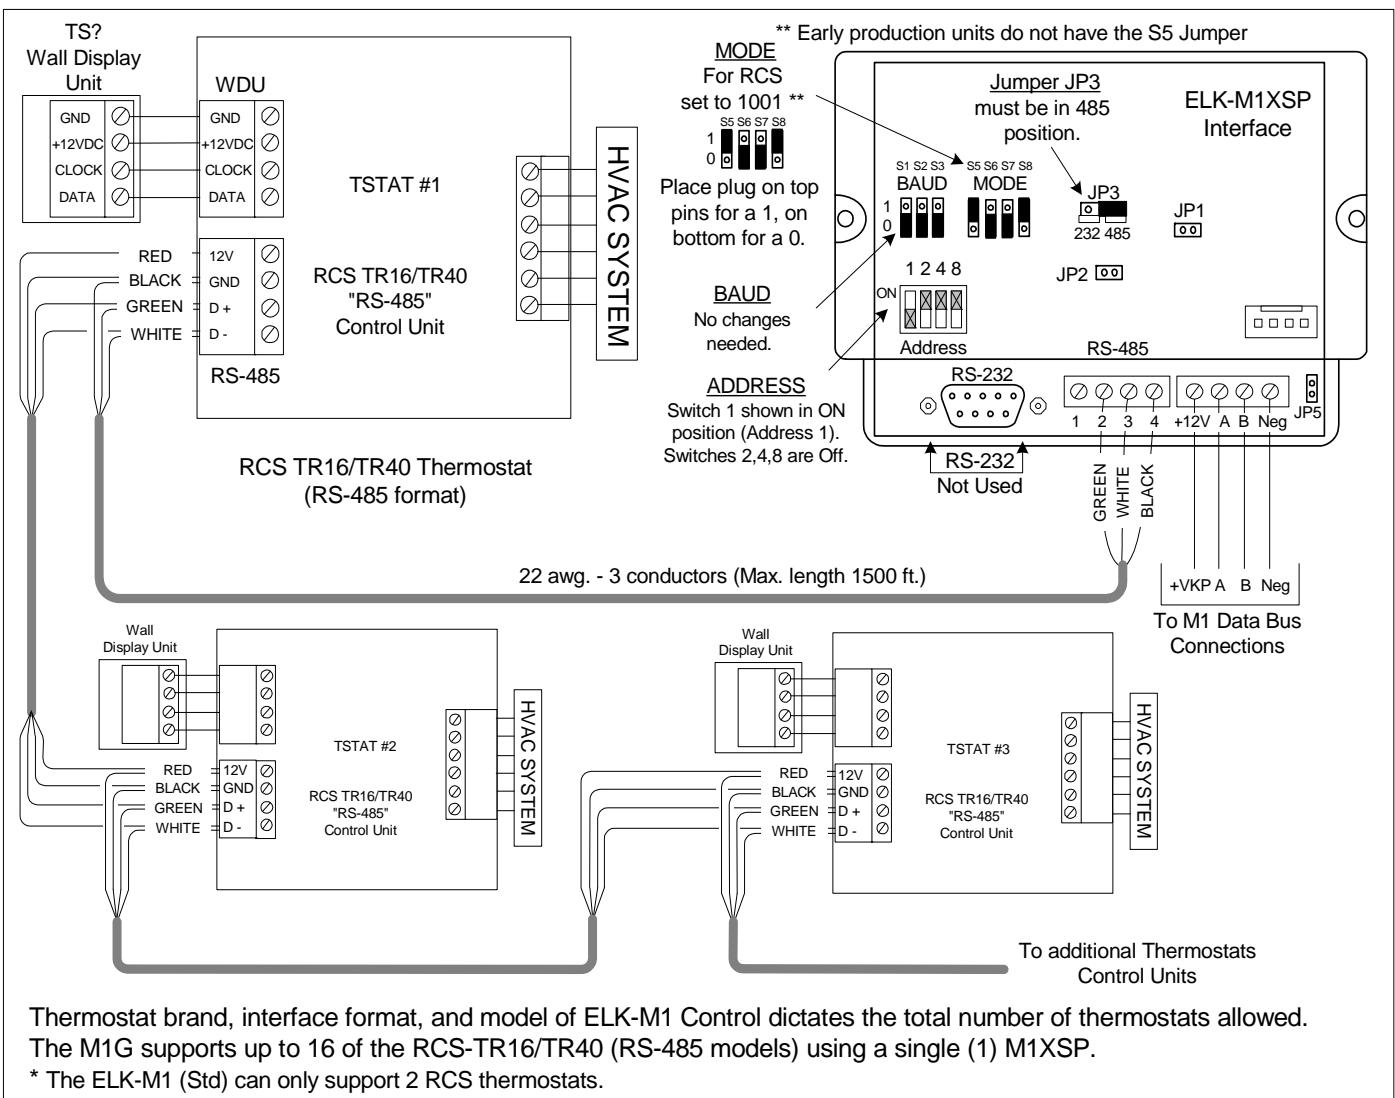 ** Early production units do not have the S5 Jumper
TS?
Wall Display
Unit
GND
+12VDC
CLOCK
DATA
WDU
GND
+12VDC
CLOCK
DATA
TSTAT #1
RCS TR16/TR40
"RS-485"
Control Unit
HVAC SYSTEM
RED
BLACK
GREEN
WHITE
12V
GND
D +
D -
RS-485
RCS TR16/TR40 Thermostat
(RS-485 format)
MODE
For RCS
set to 1001 **
S5 S6 S7 S8
1
0
Place plug on top
pins for a 1, on
bottom for a 0.
BAUD
No changes
needed.
ADDRESS
Switch 1 shown in ON
position (Address 1).
Switches 2,4,8 are Off.
Jumper JP3
must be in 485
position.
ELK-M1XSP
Interface
S1 S2 S3
BAUD
S5 S6 S7 S8
MODE
1
0
JP3
232 485
JP1
JP2
1 2 4 8
ON
Address
RS-485
RS-232
1 2 3 4
+12V A B Neg
JP5
RS-232
Not Used
GREEN
WHITE
BLACK
+VKP A B Neg
To M1 Data Bus
Connections
22 awg. - 3 conductors (Max. length 1500 ft.)
Wall
Display Unit
TSTAT #2
RCS TR16/TR40
"RS-485"
Control Unit
HVAC SYSTEM
RED
BLACK
GREEN
WHITE
12V
GND
D +
D -
Wall
Display Unit
TSTAT #3
RCS TR16/TR40
"RS-485"
Control Unit
HVAC SYSTEM
RED
BLACK
GREEN
WHITE
12V
GND
D +
D -
To additional Thermostats
Control Units
Thermostat brand, interface format, and model of ELK-M1 Control dictates the total number of thermostats allowed.
The M1G supports up to 16 of the RCS-TR16/TR40 (RS-485 models) using a single (1) M1XSP.
* The ELK-M1 (Std) can only support 2 RCS thermostats.